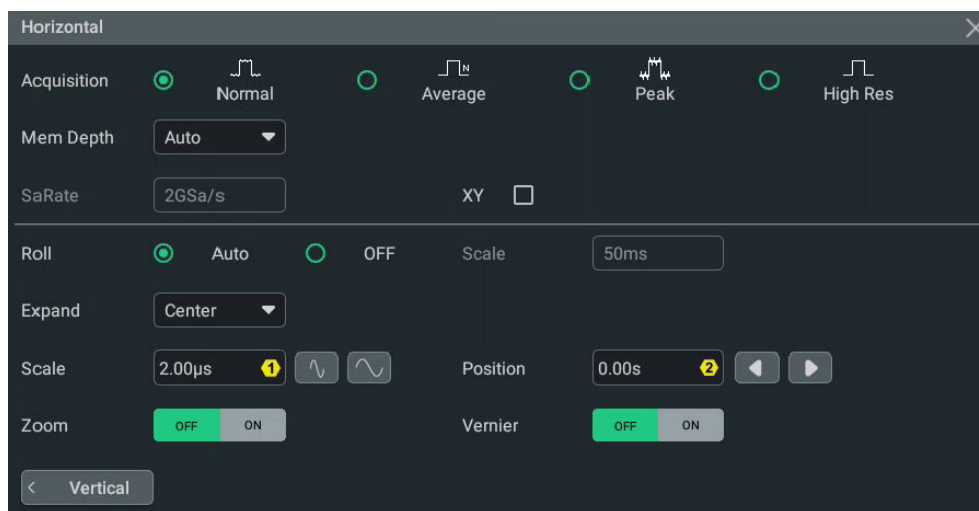 Horizontal
Acquisition Normal N Average Peak High Res
Mem Depth Auto
SaRate 2GSa/s XY
Roll Auto OFF Scale 50ms
Expand Center
Scale 2.00μs 1 Position 0.00s 2
Zoom OFF ON Vernier OFF ON
Vertical